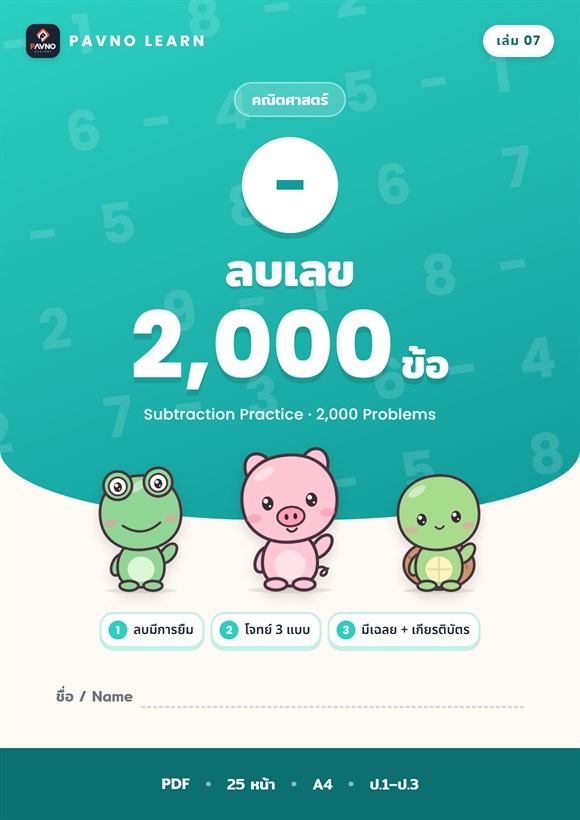 PAVNO
PAVNO LEARN
เล่ม 07
คณิตศาสตร์
-
ลบเลข
2,000 ข้อ
Subtraction Practice · 2,000 Problems
1 ลบมีการยืม
2 โจทย์ 3 แบบ
3 มีเฉลย + เกียรติบัตร
ชื่อ / Name
PDF • 25 หน้า • A4 • ป.1–ป.3